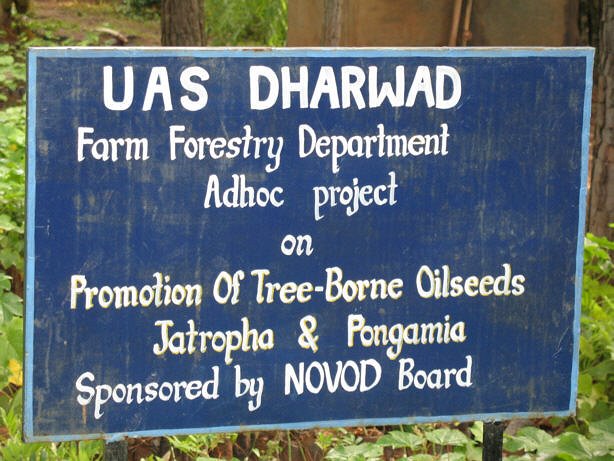 UAS DHARWAD
Farm Forestry Department
Adhoc project
on
Promotion Of Tree-Borne Oilseeds
Jatropha & Pongamia
Sponsored by NOVOD Board